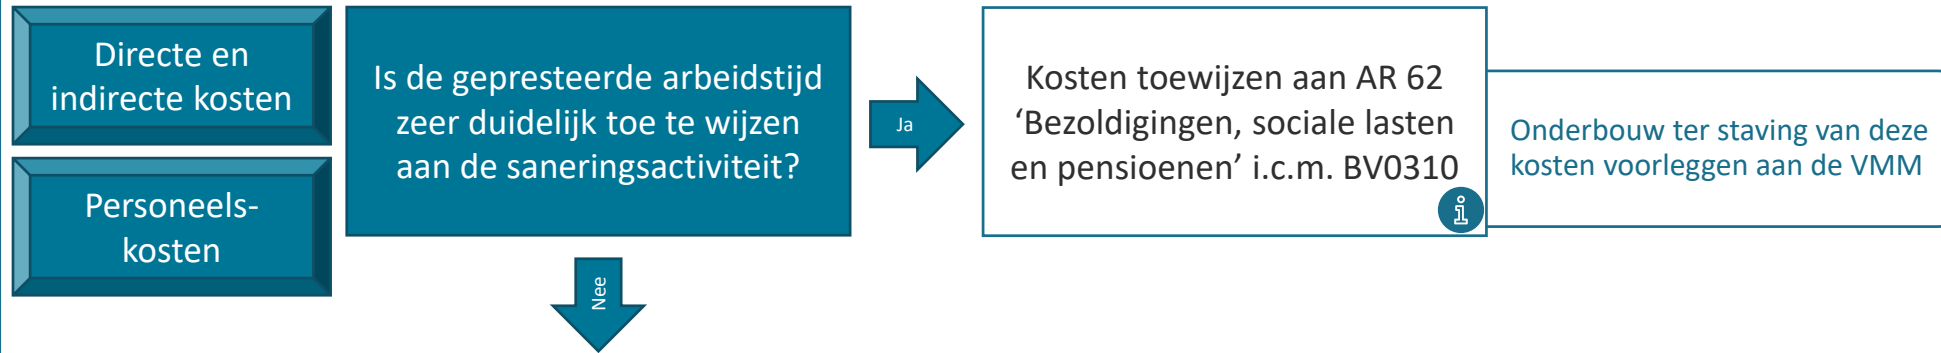 Directe en
indirecte kosten
Personeels-
kosten
Is de gepresteerde arbeidstijd
zeer duidelijk toe te wijzen
aan de saneringsactiviteit?
Ja
Nee
Kosten toewijzen aan AR 62
‘Bezoldigingen, sociale lasten
en pensioenen’ i.c.m. BV0310
Onderbouw ter staving van deze
kosten voorleggen aan de VMM